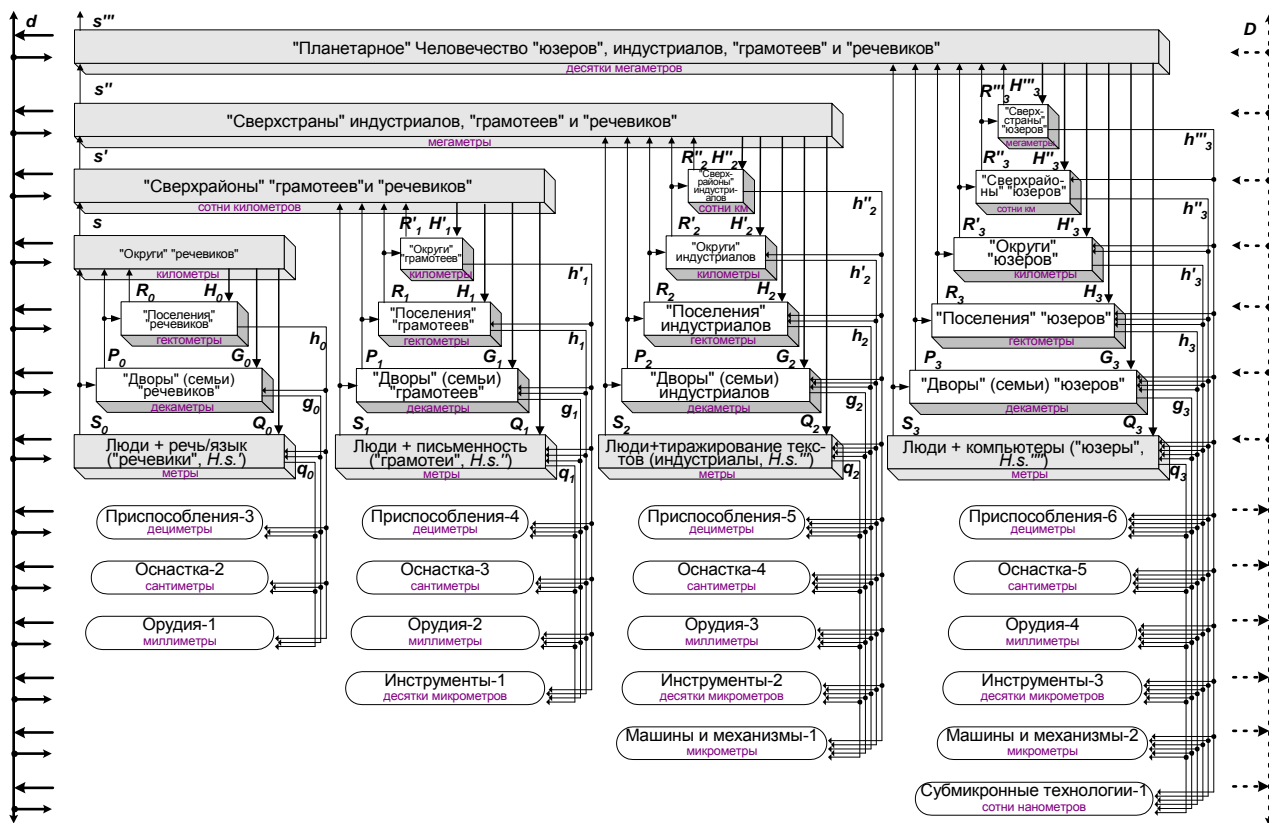 d
s'''
D
"Планетарное" Человечество "юзеров", индустриалов, "грамотеев" и "речевиков"
десятки мегаметров
s''
R'''3 H'''3
"Сверх-
страны"
"юзеров"
мегаметры
h'''3
"Сверхстраны" индустриалов, "грамотеев" и "речевиков"
мегаметры
s'
R''2 H''2
"Сверх-
районы"
индустри-
алов
сотни км
h''2
R''3 H''3
"Сверхрайо-
ны" "юзеров"
сотни км
h''3
"Сверхрайоны" "грамотеев"и "речевиков"
сотни километров
s
R'1 H'1
"Округи"
"грамотеев"
километры
h'1
R'2 H'2
"Округи"
индустриалов
километры
h'2
R'3 H'3
"Округи"
"юзеров"
километры
h'3
"Округи" "речевиков"
километры
R0 H0
"Поселения"
"речевиков"
гектометры
h0
R1 H1
"Поселения"
"грамотеев"
гектометры
h1
R2 H2
"Поселения"
индустриалов
гектометры
h2
R3 H3
"Поселения" "юзеров"
гектометры
h3
P0 G0
"Дворы" (семьи)
"речевиков"
декаметры
g0
P1 G1
"Дворы" (семьи)
"грамотеев"
декаметры
g1
P2 G2
"Дворы" (семьи)
индустриалов
декаметры
g2
P3 G3
"Дворы" (семьи) "юзеров"
декаметры
g3
S0 Q0
Люди + речь/язык
("речевики", H.s.')
метры
q0
S1 Q1
Люди + письменность
("грамотеи", H.s.'')
метры
q1
S2 Q2
Люди+тиражирование текс-
тов (индустриалы, H.s.''')
метры
q2
S3 Q3
Люди + компьютеры ("юзеры",
H.s.'''')
метры
q3
Приспособления-3
дециметры
Приспособления-4
дециметры
Приспособления-5
дециметры
Приспособления-6
дециметры
Оснастка-2
сантиметры
Оснастка-3
сантиметры
Оснастка-4
сантиметры
Оснастка-5
сантиметры
Орудия-1
миллиметры
Орудия-2
миллиметры
Орудия-3
миллиметры
Орудия-4
миллиметры
Инструменты-1
десятки микрометров
Инструменты-2
десятки микрометров
Инструменты-3
десятки микрометров
Машины и механизмы-1
микрометры
Машины и механизмы-2
микрометры
Субмикронные технологии-1
сотни нанометров